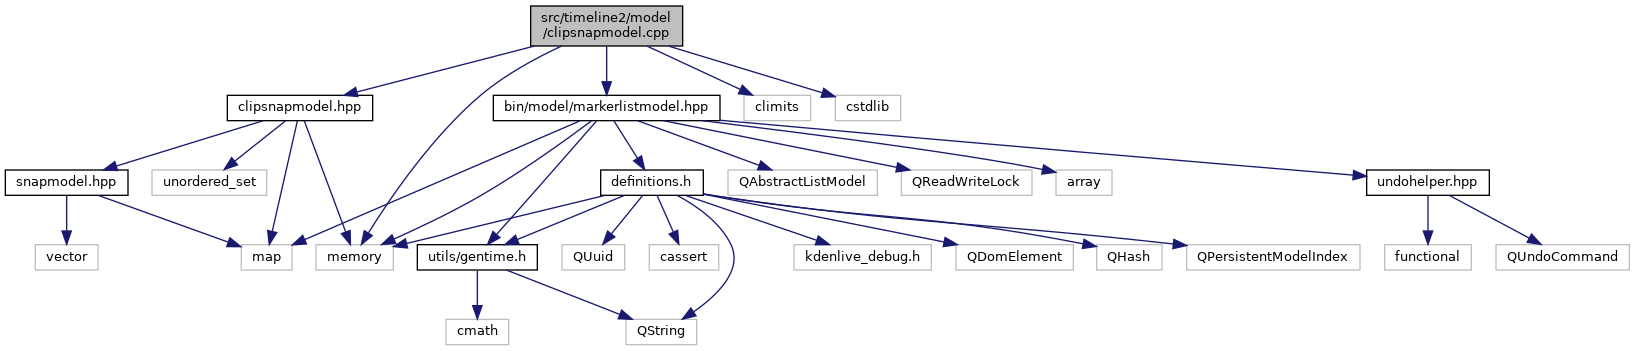 src/timeline2/model
/clipsnapmodel.cpp
clipsnapmodel.hpp
bin/model/markerlistmodel.hpp
climits
cstdlib
snapmodel.hpp
unordered_set
definitions.h
QAbstractListModel
QReadWriteLock
array
undohelper.hpp
vector
map
memory
utils/gentime.h
QUuid
cassert
kdenlive_debug.h
QDomElement
QHash
QPersistentModelIndex
functional
QUndoCommand
cmath
QString